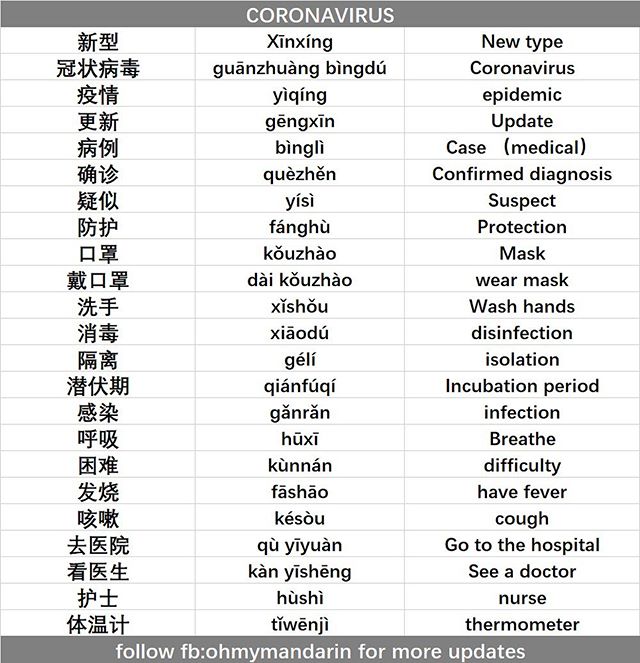 CORONAVIRUS
新型 Xīnxíng New type
冠状病毒 guānzhuàng bìngdú Coronavirus
疫情 yìqíng epidemic
更新 gēngxīn Update
病例 bìnglì Case （medical）
确诊 quèzhěn Confirmed diagnosis
疑似 yísì Suspect
防护 fánghù Protection
口罩 kǒuzhào Mask
戴口罩 dài kǒuzhào wear mask
洗手 xǐshǒu Wash hands
消毒 xiāodú disinfection
隔离 gélí isolation
潜伏期 qiánfúqí Incubation period
感染 gǎnrǎn infection
呼吸 hūxī Breathe
困难 kùnnán difficulty
发烧 fāshāo have fever
咳嗽 késòu cough
去医院 qù yīyuàn Go to the hospital
看医生 kàn yīshēng See a doctor
护士 hùshì nurse
体温计 tǐwēnjì thermometer
follow fb:ohmymandarin for more updates